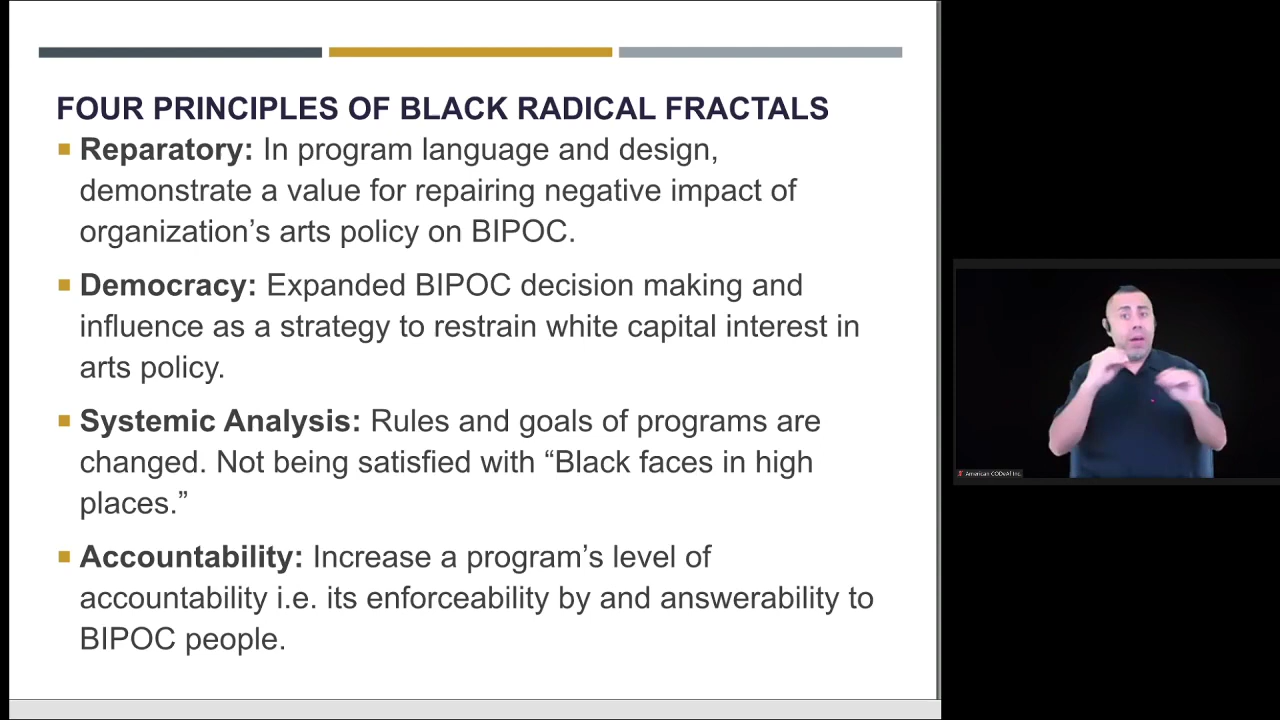 FOUR PRINCIPLES OF BLACK RADICAL FRACTALS
Reparatory: In program language and design,
demonstrate a value for repairing negative impact of
organization’s arts policy on BIPOC.
Democracy: Expanded BIPOC decision making and
influence as a strategy to restrain white capital interest in
arts policy.
Systemic Analysis: Rules and goals of programs are
changed. Not being satisfied with “Black faces in high
places.”
Accountability: Increase a program’s level of
accountability i.e. its enforceability by and answerability to
BIPOC people.
American Inc.